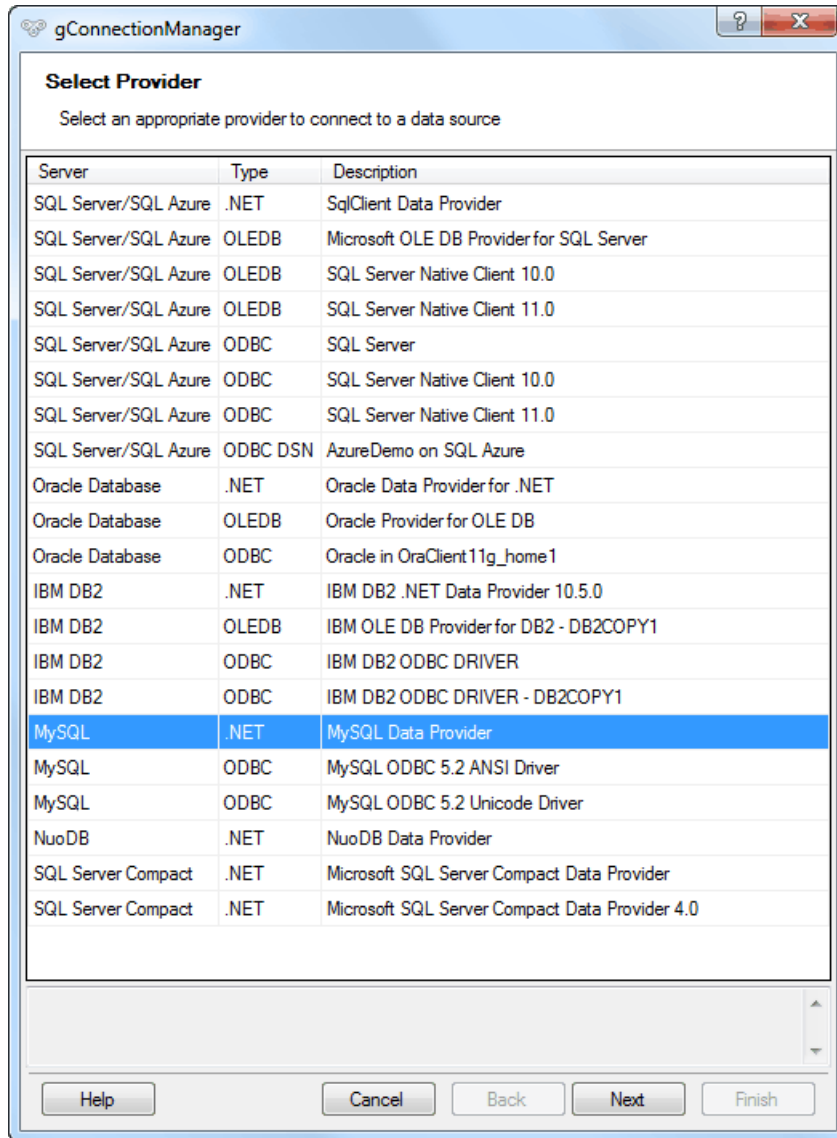 gConnectionManager
Select Provider
Select an appropriate provider to connect to a data source
Server Type Description
SQL Server/SQL Azure .NET SqlClient Data Provider
SQL Server/SQL Azure OLEDB Microsoft OLE DB Provider for SQL Server
SQL Server/SQL Azure OLEDB SQL Server Native Client 10.0
SQL Server/SQL Azure OLEDB SQL Server Native Client 11.0
SQL Server/SQL Azure ODBC SQL Server
SQL Server/SQL Azure ODBC SQL Server Native Client 10.0
SQL Server/SQL Azure ODBC SQL Server Native Client 11.0
SQL Server/SQL Azure ODBC DSN AzureDemo on SQL Azure
Oracle Database .NET Oracle Data Provider for .NET
Oracle Database OLEDB Oracle Provider for OLE DB
Oracle Database ODBC Oracle in OraClient11g_home1
IBM DB2 .NET IBM DB2 .NET Data Provider 10.5.0
IBM DB2 OLEDB IBM OLE DB Provider for DB2 - DB2COPY1
IBM DB2 ODBC IBM DB2 ODBC DRIVER
IBM DB2 ODBC IBM DB2 ODBC DRIVER - DB2COPY1
MySQL .NET MySQL Data Provider
MySQL ODBC MySQL ODBC 5.2 ANSI Driver
MySQL ODBC MySQL ODBC 5.2 Unicode Driver
NuoDB .NET NuoDB Data Provider
SQL Server Compact .NET Microsoft SQL Server Compact Data Provider
SQL Server Compact .NET Microsoft SQL Server Compact Data Provider 4.0
Help Cancel Back Next Finish